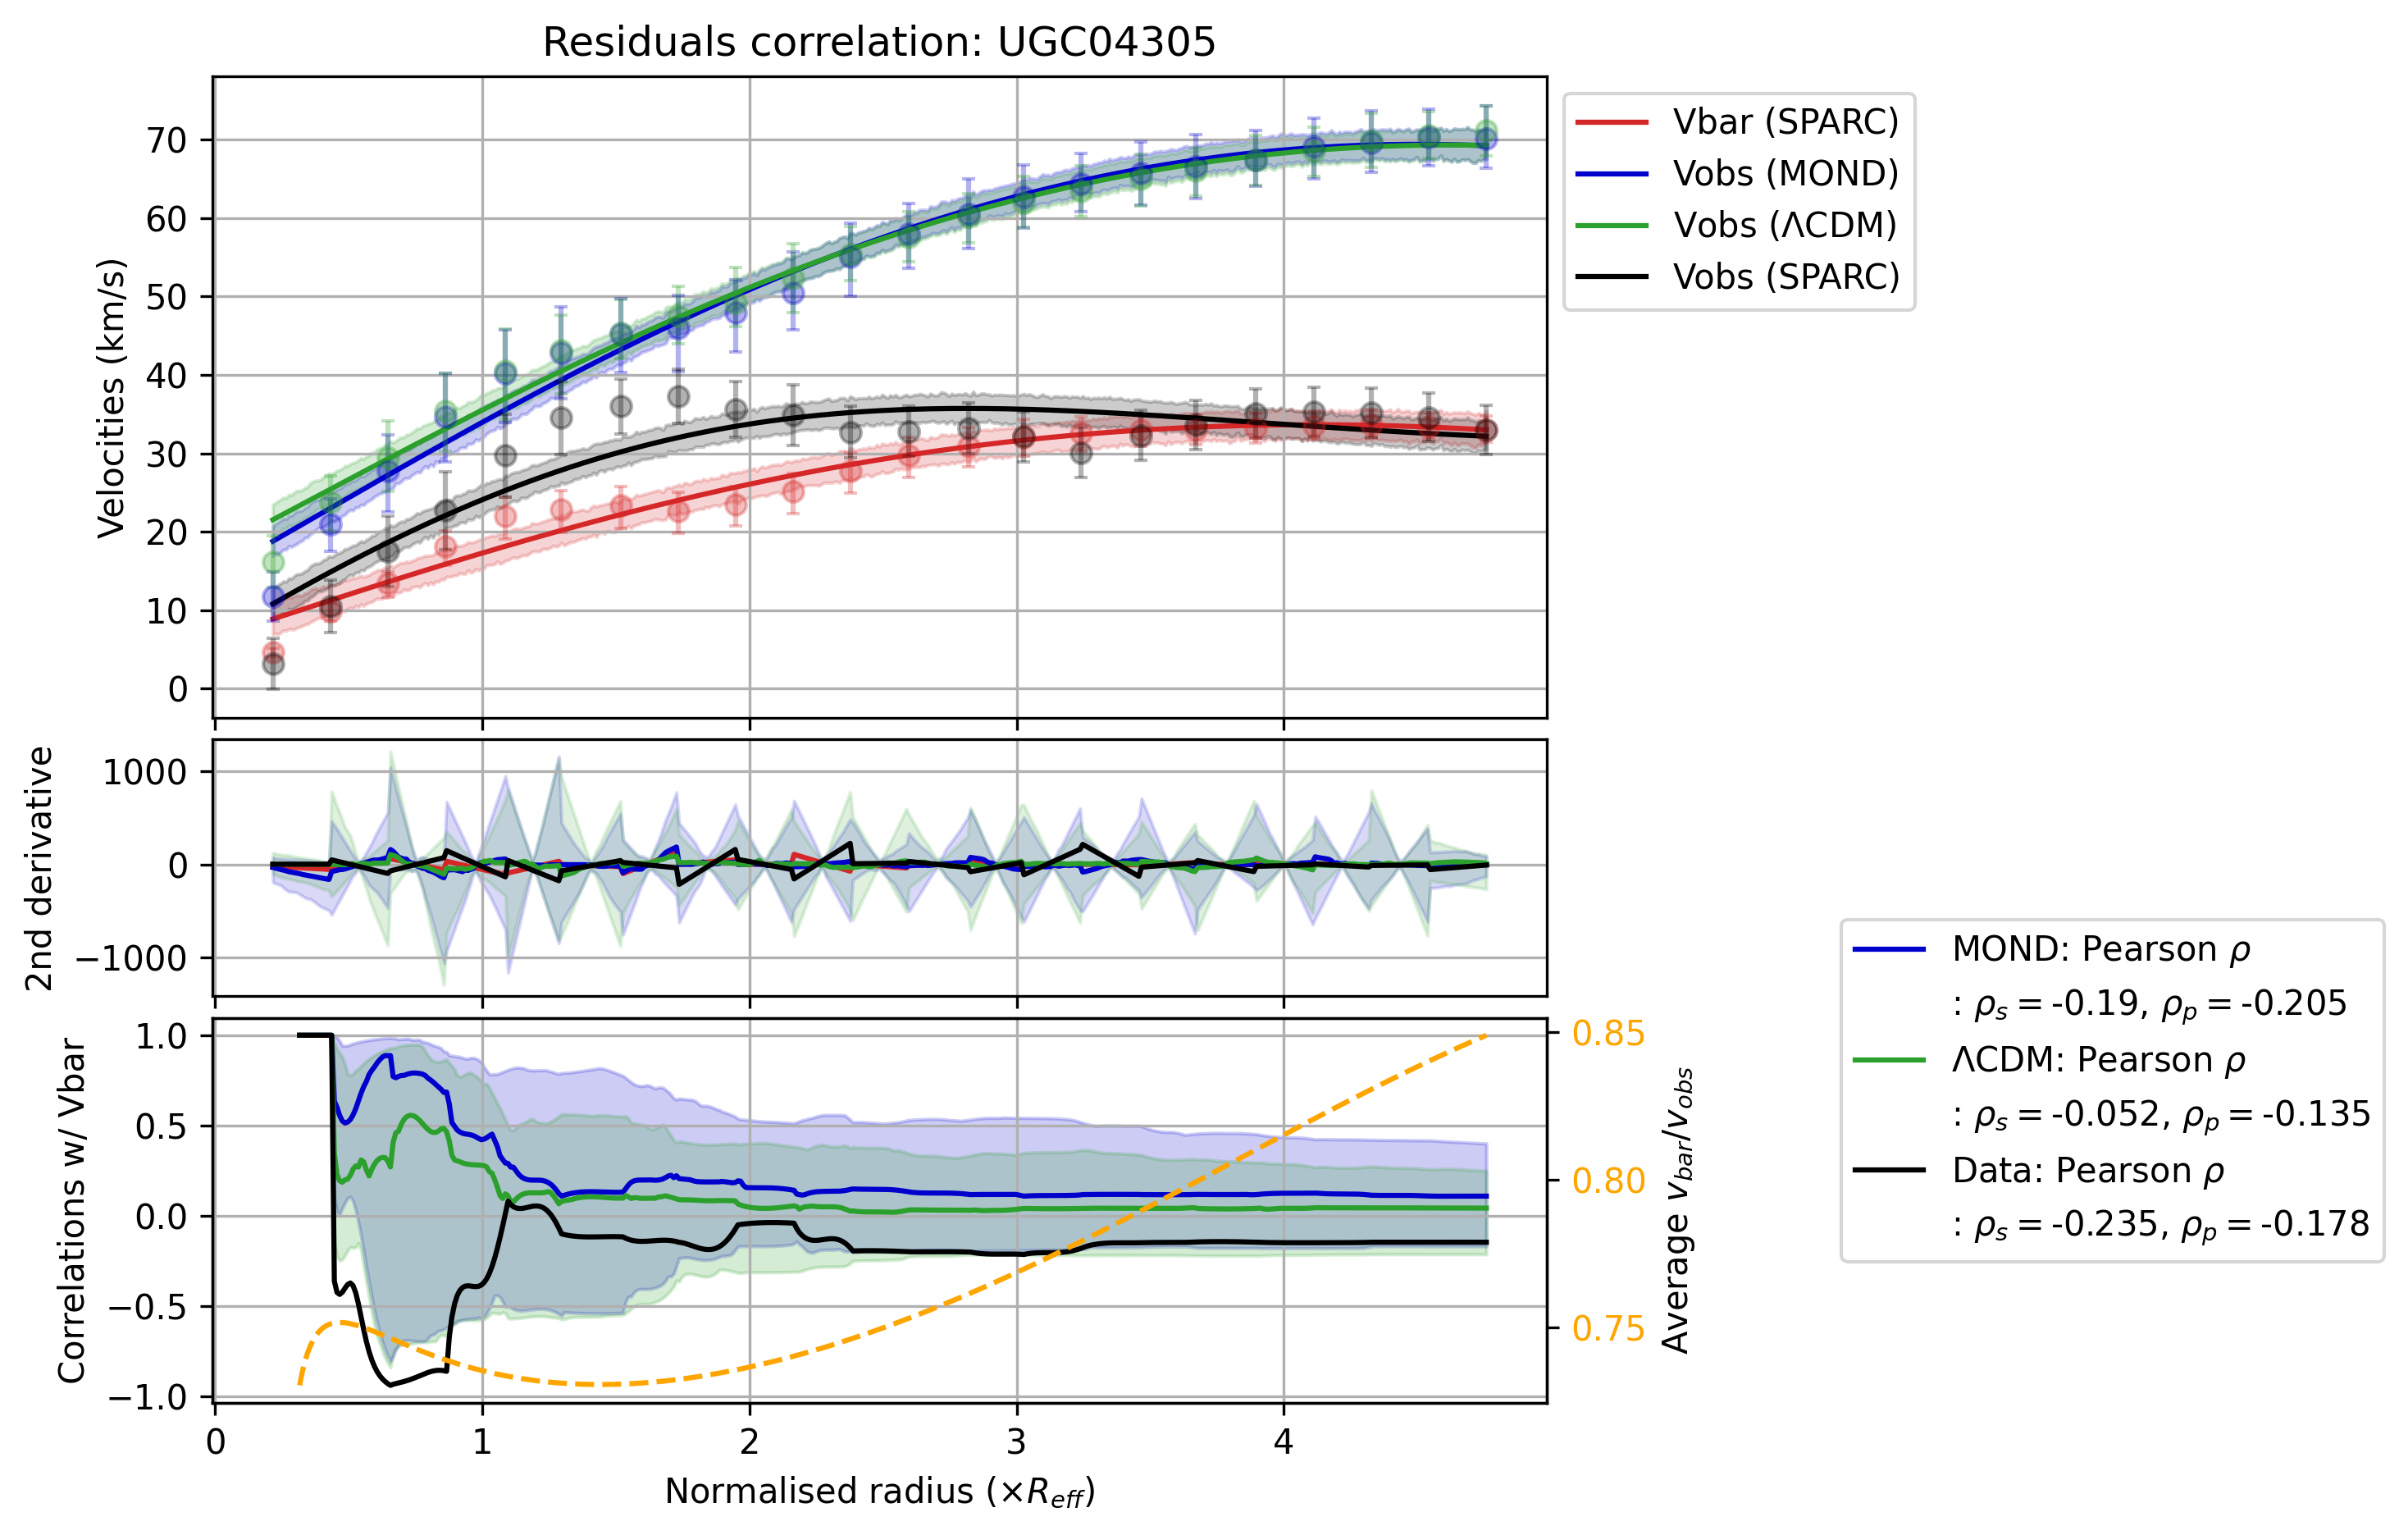 Residuals correlation: UGC04305
Velocities (km/s)
70
60
50
40
30
20
10
0
Vbar (SPARC)
Vobs (MOND)
Vobs (ΛCDM)
Vobs (SPARC)
2nd derivative
1000
0
−1000
Correlations w/ Vbar
1.0
0.5
0.0
−0.5
−1.0
0.85
0.80
0.75
Average v_bar/v_obs
MOND: Pearson ρ
: ρ_s = -0.19, ρ_p = -0.205
ΛCDM: Pearson ρ
: ρ_s = -0.052, ρ_p = -0.135
Data: Pearson ρ
: ρ_s = -0.235, ρ_p = -0.178
0 1 2 3 4
Normalised radius (×R_eff)